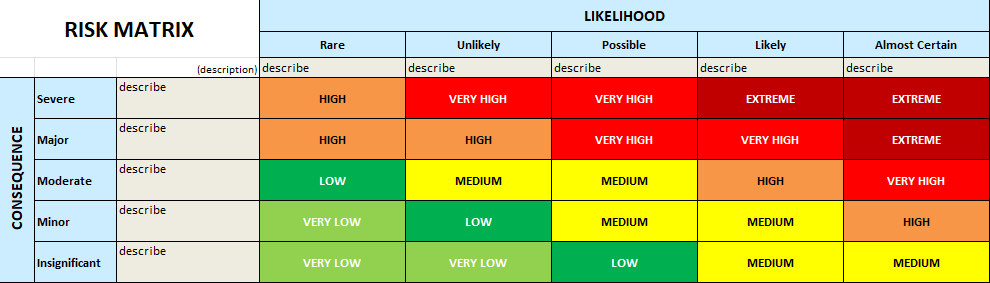 RISK MATRIX
LIKELIHOOD
Rare Unlikely Possible Likely Almost Certain
(description) describe describe describe describe describe
CONSEQUENCE
Severe describe HIGH VERY HIGH VERY HIGH EXTREME EXTREME
Major describe HIGH HIGH VERY HIGH VERY HIGH EXTREME
Moderate describe LOW MEDIUM MEDIUM HIGH VERY HIGH
Minor describe VERY LOW LOW MEDIUM MEDIUM HIGH
Insignificant describe VERY LOW VERY LOW LOW MEDIUM MEDIUM